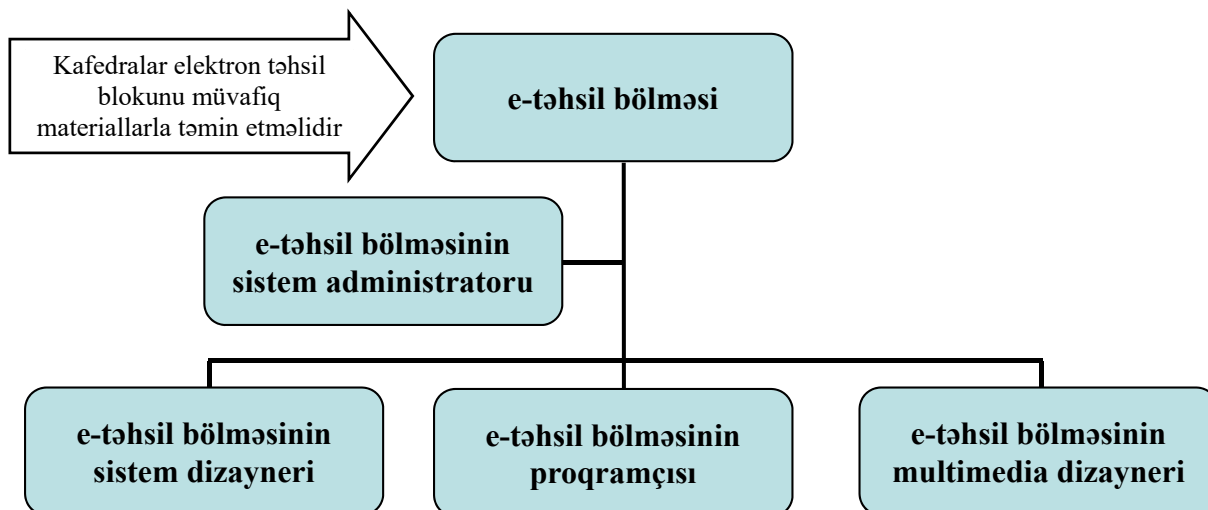 Kafedralar elektron təhsil
blokunu müvafiq
materiallarla təmin etməlidir
e-təhsil bölməsi
e-təhsil bölməsinin
sistem administratoru
e-təhsil bölməsinin
sistem dizayneri
e-təhsil bölməsinin
proqramçısı
e-təhsil bölməsinin
multimedia dizayneri